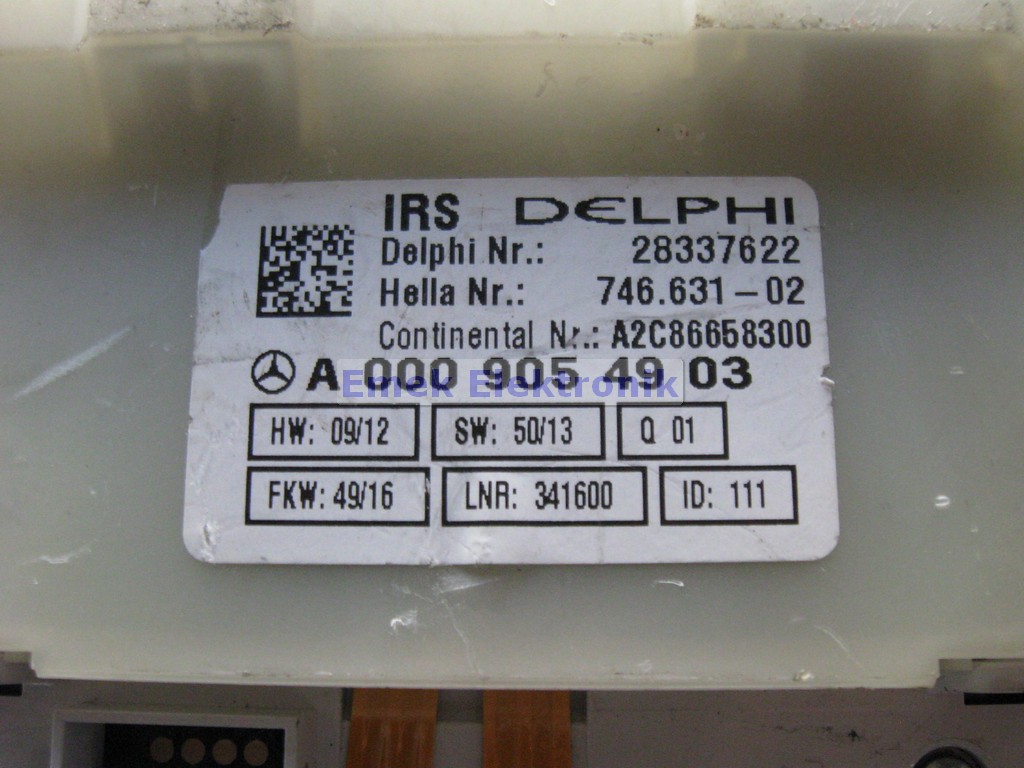 IRS DELPHI
Delphi Nr.: 28337622
Hella Nr.: 746.631-02
Continental Nr.: A2C86658300
A 000 905 49 03
Emek Elektronik
HW: 09/12 SW: 50/13 Q 01
FKW: 49/16 LNR: 341600 ID: 111